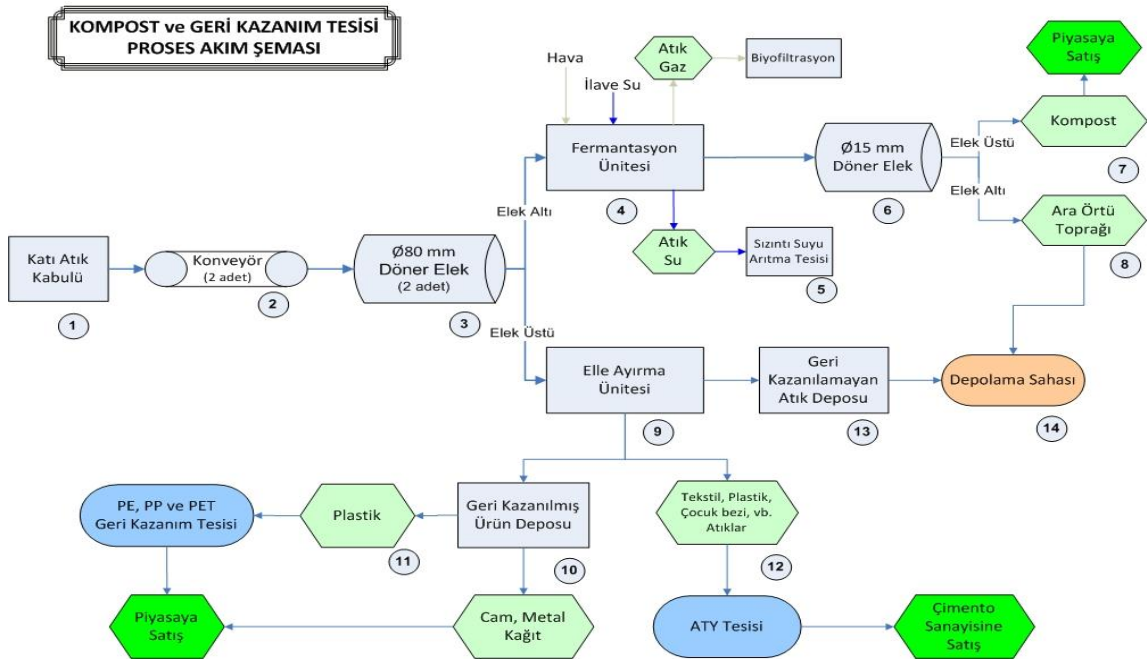 KOMPOST ve GERİ KAZANIM TESİSİ
PROSES AKIM ŞEMASI
Hava
İlave Su
Atık
Gaz
Biyofiltrasyon
Piyasaya
Satış
Fermantasyon
Ünitesi
4
Ø15 mm
Döner Elek
6
Elek Üstü
Kompost
7
Elek Altı
Ara Örtü
Toprağı
8
Elek Altı
Atık
Su
Sızıntı Suyu
Arıtma Tesisi
5
Katı Atık
Kabulü
1
Konveyör
(2 adet)
2
Ø80 mm
Döner Elek
(2 adet)
3
Elek Üstü
Elle Ayırma
Ünitesi
9
Geri
Kazanılamayan
Atık Deposu
13
Depolama Sahası
14
PE, PP ve PET
Geri Kazanım Tesisi
Plastik
11
Geri Kazanılmış
Ürün Deposu
10
Tekstil, Plastik,
Çocuk bezi, vb.
Atıklar
12
Piyasaya
Satış
Cam, Metal
Kağıt
ATY Tesisi
Çimento
Sanayisine
Satış